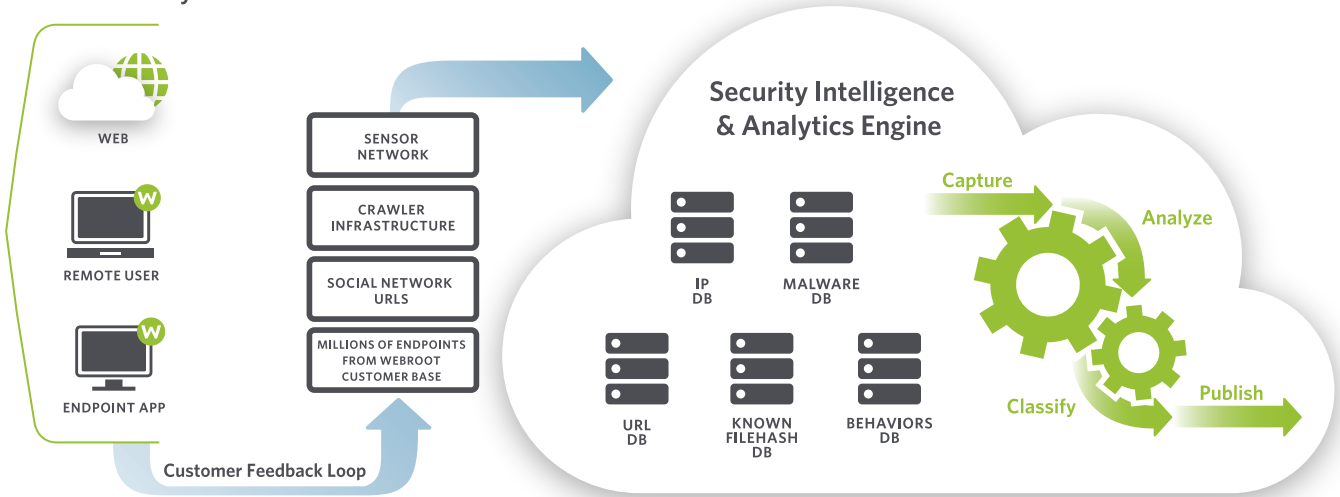 WEB
REMOTE USER
ENDPOINT APP
W
W
Customer Feedback Loop
SENSOR
NETWORK
CRAWLER
INFRASTRUCTURE
SOCIAL NETWORK
URLS
MILLIONS OF ENDPOINTS
FROM WEBROOT
CUSTOMER BASE
Security Intelligence
& Analytics Engine
IP
DB
MALWARE
DB
URL
DB
KNOWN
FILEHASH
DB
BEHAVIORS
DB
Capture
Analyze
Classify
Publish